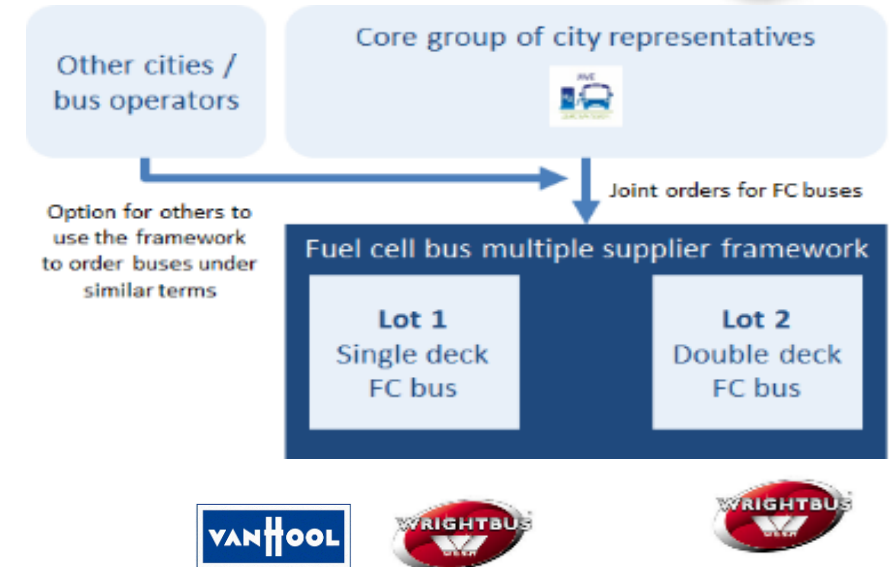 Other cities /
bus operators
Core group of city representatives
Joint orders for FC buses
Option for others to
use the framework
to order buses under
similar terms
Fuel cell bus multiple supplier framework
Lot 1
Single deck
FC bus
Lot 2
Double deck
FC bus
VANHOOL
WRIGHTBUS
WRIGHTBUS